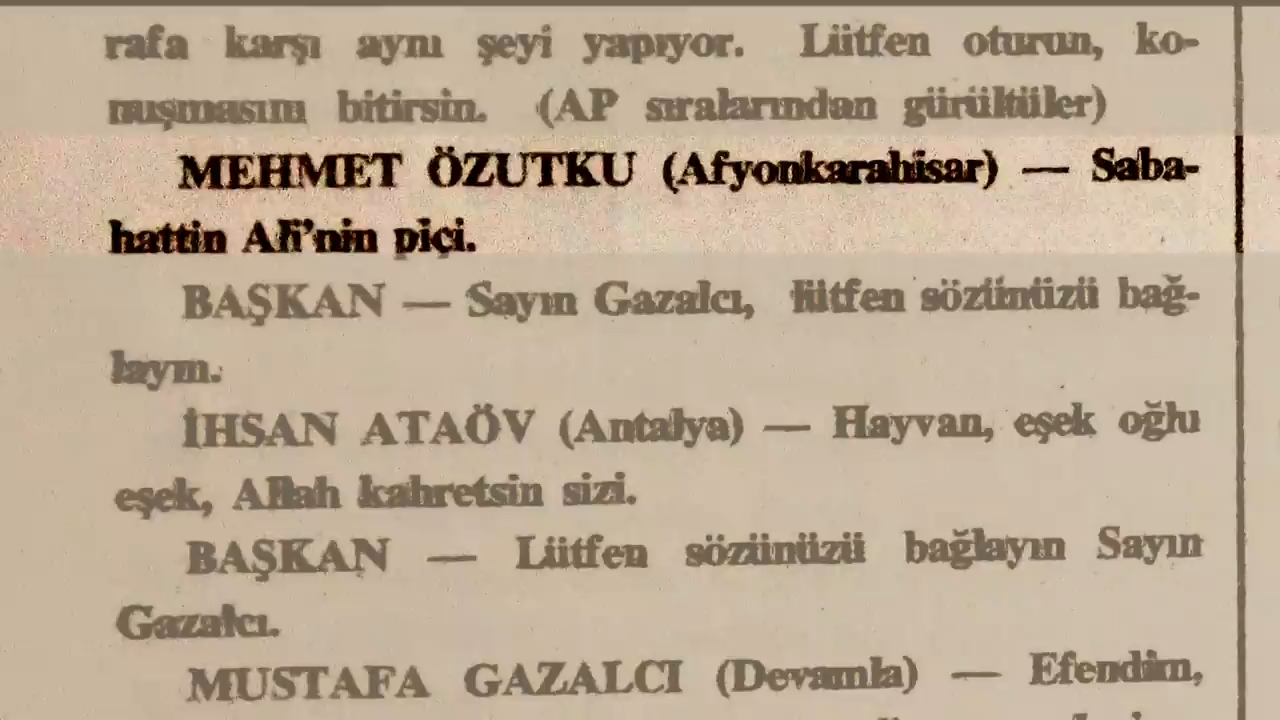 rafa karşı aynı şeyi yapıyor. Lütfen oturun, ko-
nuşmasını bitirsin. (AP sıralarından gürültüler)
MEHMET ÖZUTKU (Afyonkarahisar) — Saba-
hattin Ali’nin piçi.
BAŞKAN — Sayın Gazalcı, lütfen sözünüzü bağ-
layın.
İHSAN ATAÖV (Antalya) — Hayvan, eşek oğlu
eşek, Allah kahretsin sizi.
BAŞKAN — Lütfen sözünüzü bağlayın Sayın
Gazalcı.
MUSTAFA GAZALCI (Devamla) — Efendim,